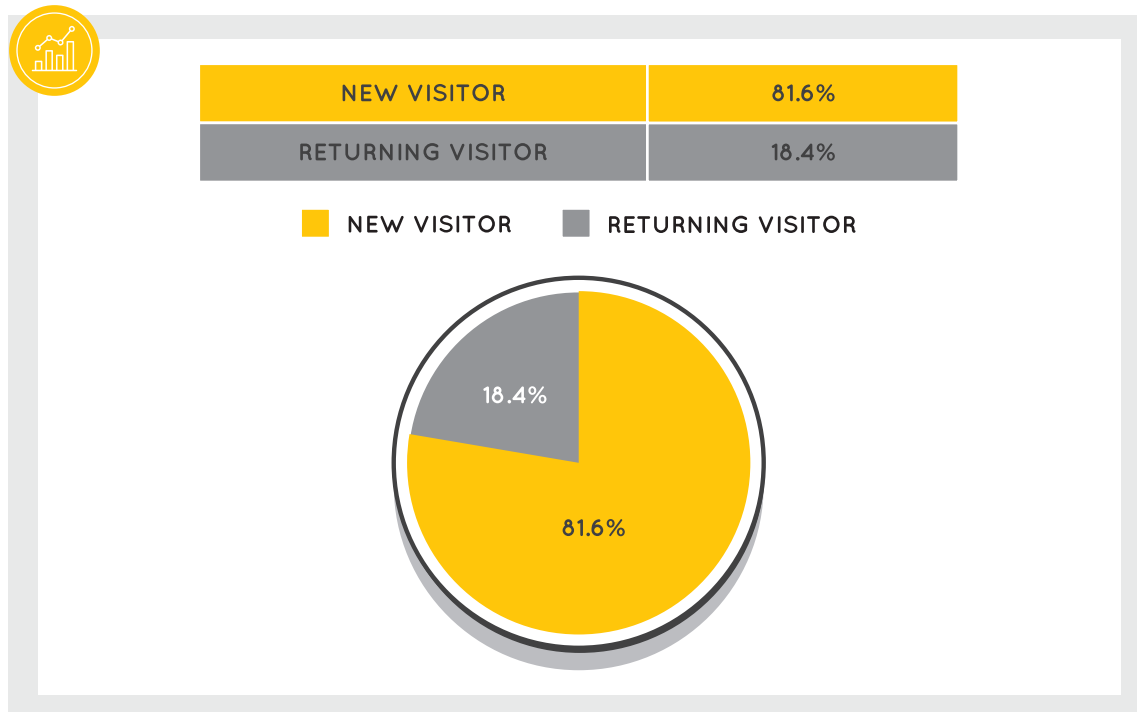 NEW VISITOR 81.6%
RETURNING VISITOR 18.4%
NEW VISITOR RETURNING VISITOR
18.4%
81.6%